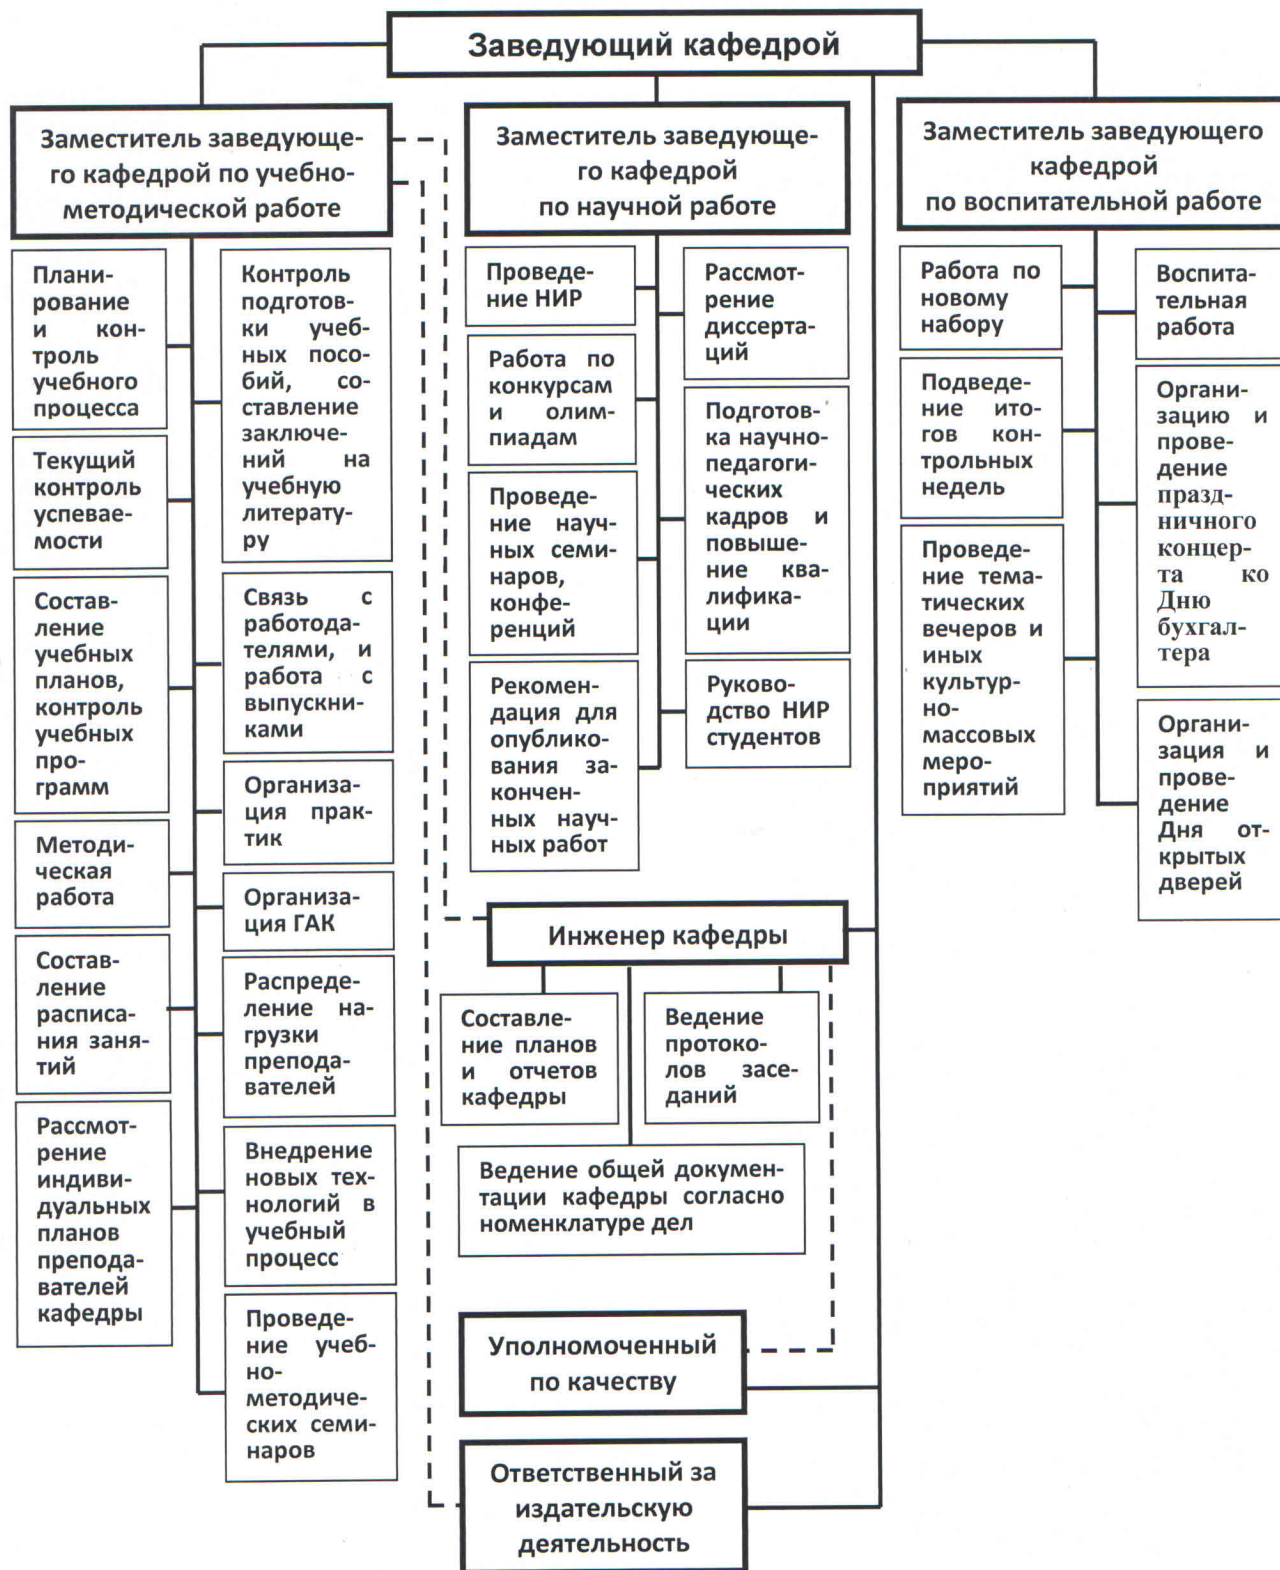 Заведующий кафедрой
Заместитель заведующе-
го кафедрой по учебно-
методической работе
Планi-
рование
и кон-
троль
учебного
процесса
Текущий
контроль
успевае-
мости
Состав-
ление
учебных
планов,
контроль
учебных
про-
грамм
Методи-
ческая
работа
Состав-
ление
расписа-
ния заня-
тий
Рассмот-
рение
индиви-
дуальных
планов
препода-
вателей
кафедры
Контроль
подготов-
ки учеб-
ных посо-
бий, со-
ставление
заключе-
ний на
учебную
литерату-
ру
Связь с
работода-
телями, и
работа с
выпускни-
ками
Организа-
ция прак-
тик
Организа-
ция ГАК
Распреде-
ление на-
грузки
препода-
вателей
Внедрение
новых тех-
нологий в
учебный
процесс
Проведе-
ние учеб-
но-
методиче-
ских семи-
наров
Заместитель заведующе-
го кафедрой
по научной работе
Проведе-
ние НИР
Работа по
конкурсам
и олим-
пиадам
Проведе-
ние науч-
ных семи-
наров,
конфе-
ренций
Рекомен-
дация для
опублико-
вания за-
кончен-
ных науч-
ных работ
Рассмот-
рение
диссерта-
ций
Подготов-
ка научно-
педагоги-
ческих
кадров и
повыше-
ние ква-
лифика-
ции
Руково-
дство НИР
студентов
Заместитель заведующего
кафедрой
по воспитательной работе
Работа по
новому
набору
Подведе-
ние ито-
гов кон-
трольных
недель
Проведе-
ние тема-
тических
вечеров и
иных
культур-
но-
массовых
меро-
приятий
Воспита-
тельная
работа
Органи-
зацию и
прове-
дение
празд-
ничного
концер-
та ко
Дню
бухгал-
тера
Органи-
зация и
прове-
дение
Дня от-
крытых
дверей
Инженер кафедры
Составле-
ние планов
и отчетов
кафедры
Ведение
протоко-
лов засе-
даний
Ведение общей докумен-
тации кафедры согласно
номенклатуре дел
Уполномоченный
по качеству
Ответственный за
издательскую
деятельность